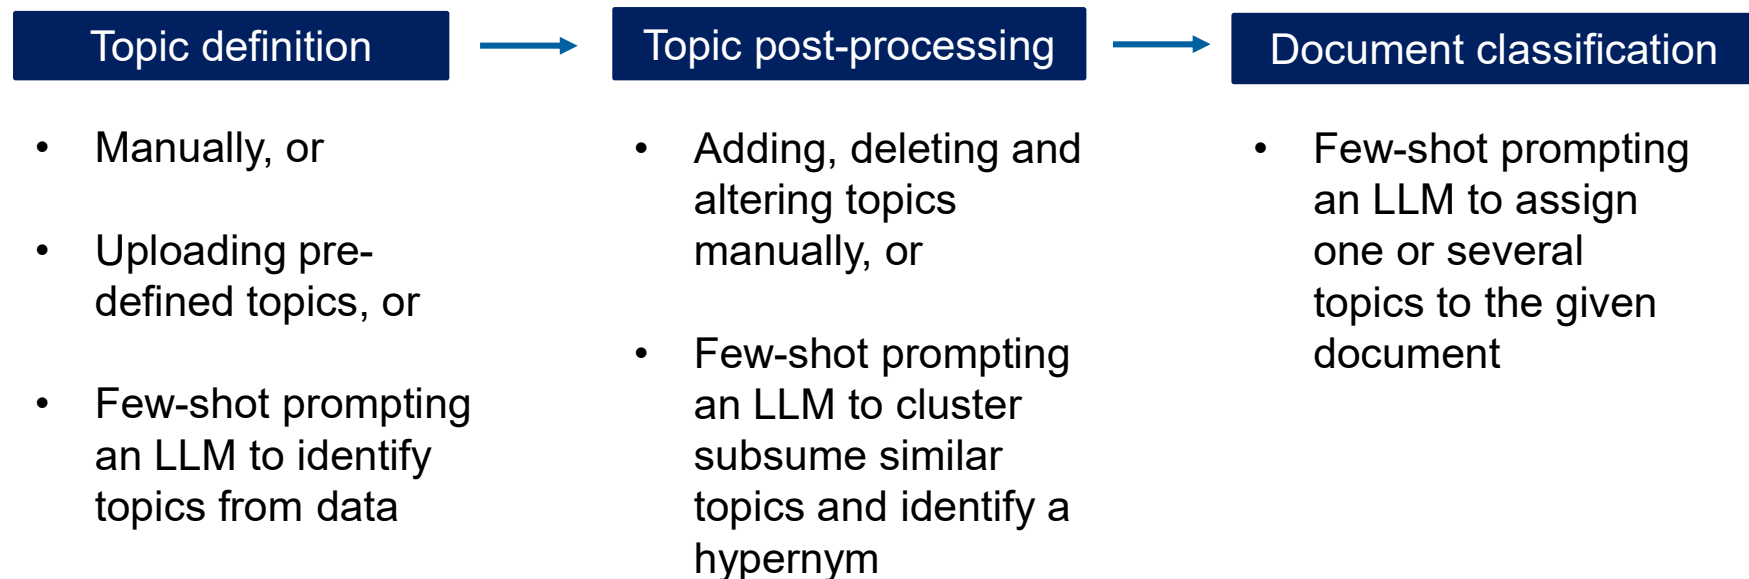 Topic definition
• Manually, or
• Uploading pre-
defined topics, or
• Few-shot prompting
an LLM to identify
topics from data
Topic post-processing
• Adding, deleting and
altering topics
manually, or
• Few-shot prompting
an LLM to cluster
subsume similar
topics and identify a
hypernym
Document classification
• Few-shot prompting
an LLM to assign
one or several
topics to the given
document